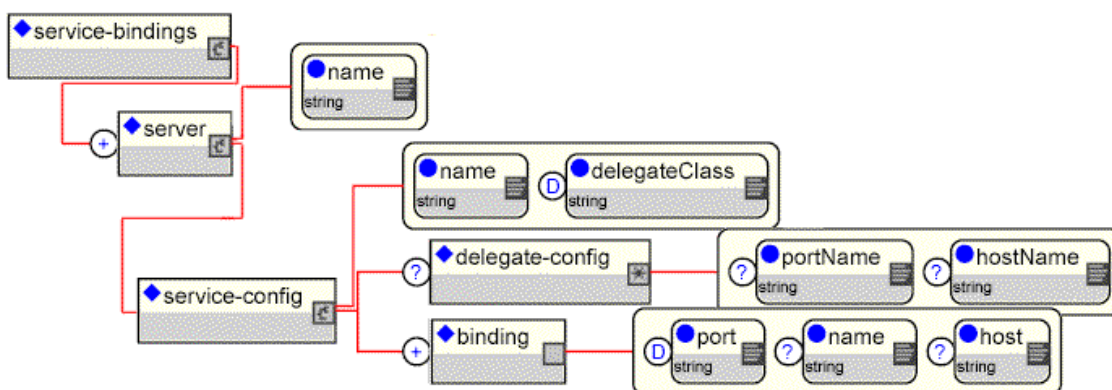 service-bindings
name
string
+
server
name
string
D
delegateClass
string
?
delegate-config
?
portName
string
?
hostName
string
service-config
+
binding
D
port
string
?
name
string
?
host
string